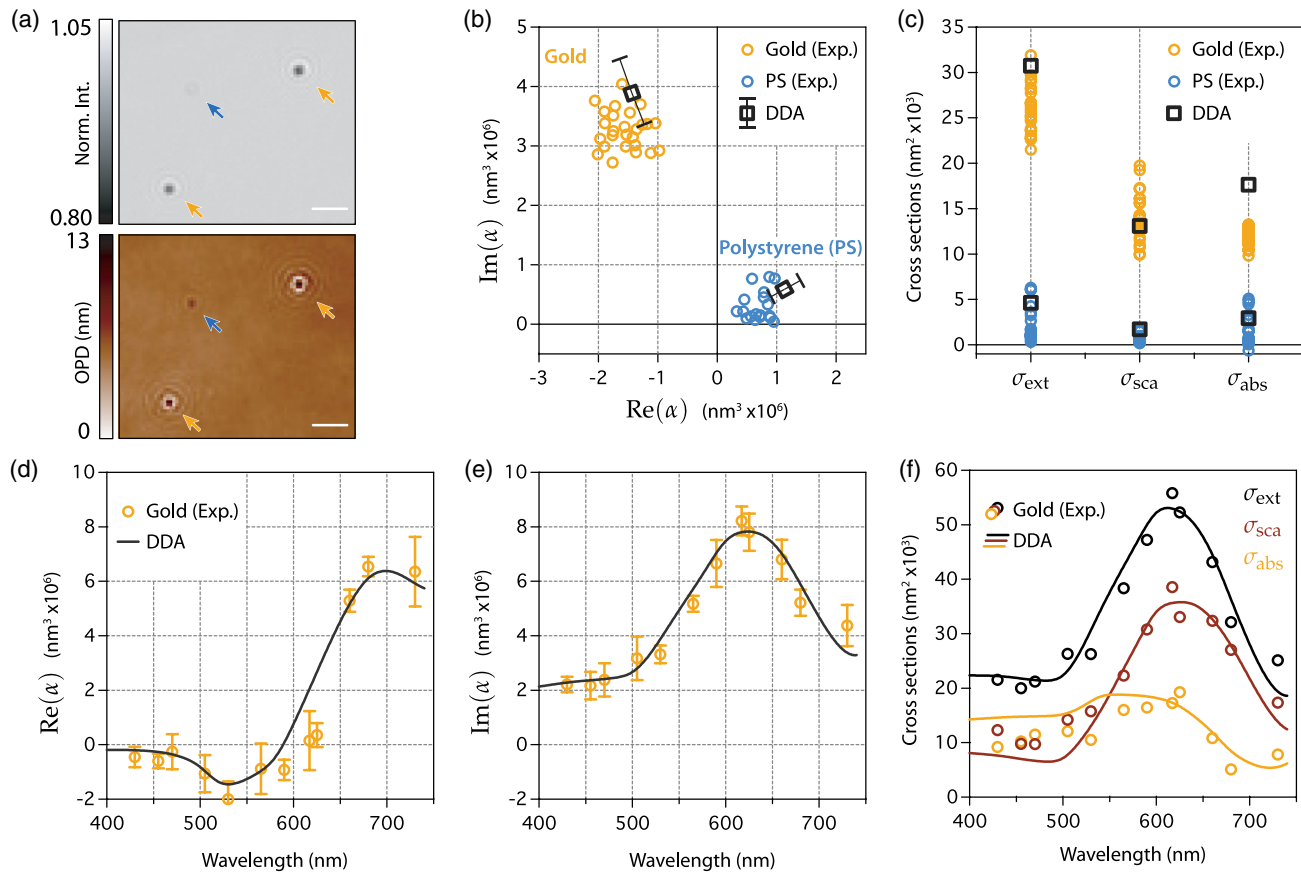 (a)
1.05
Norm. Int.
0.80
13
OPD (nm)
0
(b)
5
4
3
2
1
0
Im(α) (nm³ x10⁶)
Gold
Gold (Exp.)
PS (Exp.)
DDA
Polystyrene (PS)
-3 -2 -1 0 1 2
Re(α) (nm³ x10⁶)
(c)
35
30
25
20
15
10
5
0
Cross sections (nm² x10³)
Gold (Exp.)
PS (Exp.)
DDA
σext σsca σabs
(d)
10
8
6
4
2
-0
-2
Re(α) (nm³ x10⁶)
Gold (Exp.)
DDA
400 500 600 700
Wavelength (nm)
(e)
10
8
6
4
2
0
-2
Im(α) (nm³ x10⁶)
Gold (Exp.)
DDA
400 500 600 700
Wavelength (nm)
(f)
60
50
40
30
20
10
0
Cross sections (nm² x10³)
Gold (Exp.)
DDA
σext
σsca
σabs
400 500 600 700
Wavelength (nm)